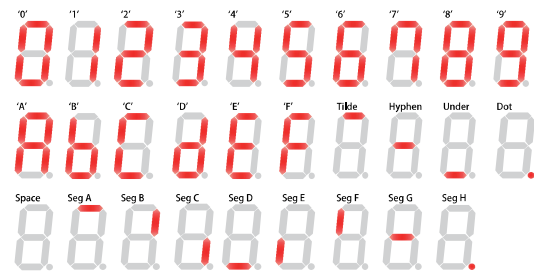 ‘0’ ‘1’ ‘2’ ‘3’ ‘4’ ‘5’ ‘6’ ‘7’ ‘8’ ‘9’
‘A’ ‘B’ ‘C’ ‘D’ ‘E’ ‘F’ Tilde Hyphen Under Dot
Space Seg A Seg B Seg C Seg D Seg E Seg F Seg G Seg H